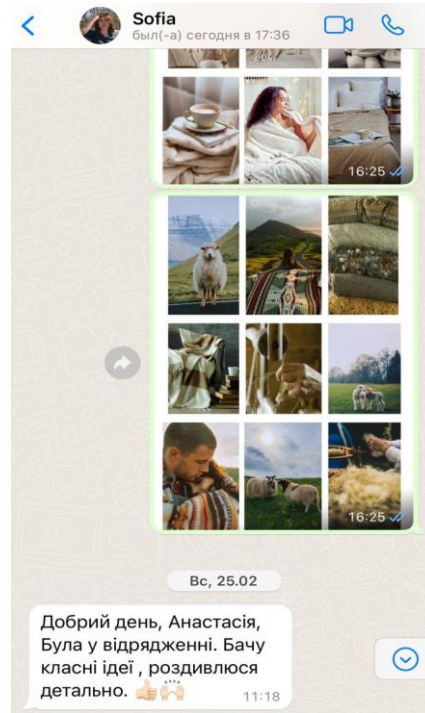 Sofia
был(-а) сегодня в 17:36
16:25
16:25
Вс, 25.02
Добрий день, Анастасія,
Була у відрядженні. Бачу
класні ідеї , роздивлюся
детально. 👍🏻🙌🏻
11:18